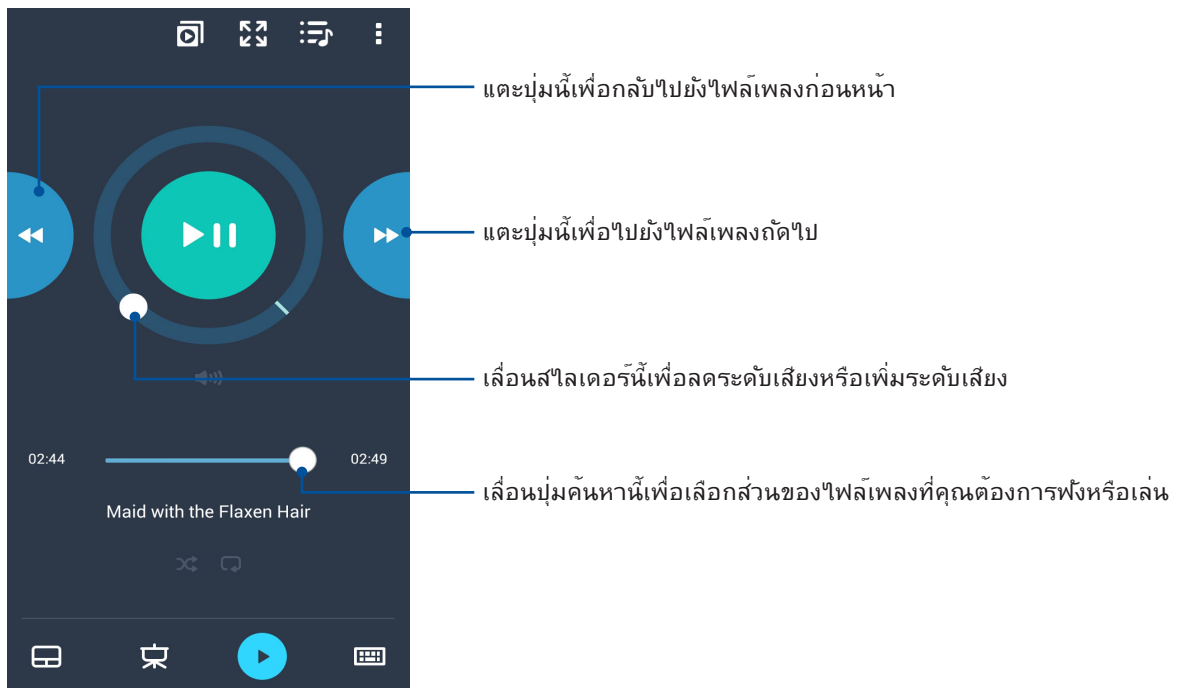 แตะปุ่มนี้เพื่อกลับไปยังไฟล์เพลงก่อนหน้า
แตะปุ่มนี้เพื่อไปยังไฟล์เพลงถัดไป
เลื่อนสไลเดอร์นี้เพื่อลดระดับเสียงหรือเพิ่มระดับเสียง
02:44
02:49
เลื่อนปุ่มค้นหานี้เพื่อเลือกส่วนของไฟล์เพลงที่คุณต้องการฟังหรือเล่น
Maid with the Flaxen Hair